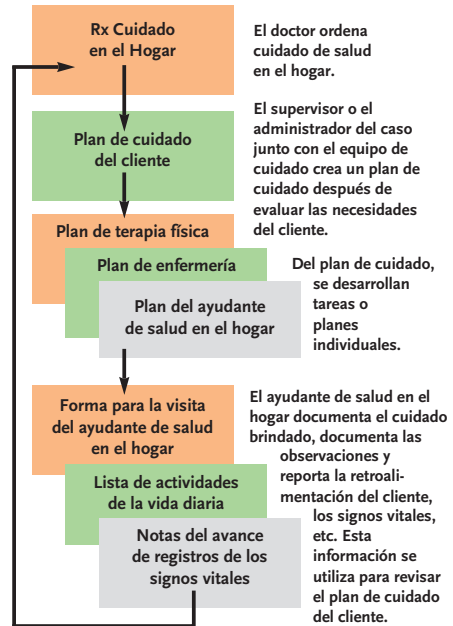 Rx Cuidado
en el Hogar
El doctor ordena
cuidado de salud
en el hogar.
Plan de cuidado
del cliente
El supervisor o el
administrador del caso
junto con el equipo de
cuidado crea un plan de
cuidado después de
evaluar las necesidades
del cliente.
Plan de terapia física
Plan de enfermería
Plan del ayudante
de salud en el hogar
Del plan de cuidado,
se desarrollan
tareas o
planes
individuales.
Forma para la visita
del ayudante de salud
en el hogar
Lista de actividades
de la vida diaria
Notas del avance
de registros de los
signos vitales
El ayudante de salud en el
hogar documenta el cuidado
brindado, documenta las
observaciones y
reporta la retroali-
mentación del cliente,
los signos vitales,
etc. Esta
información se
utiliza para revisar
el plan de cuidado
del cliente.